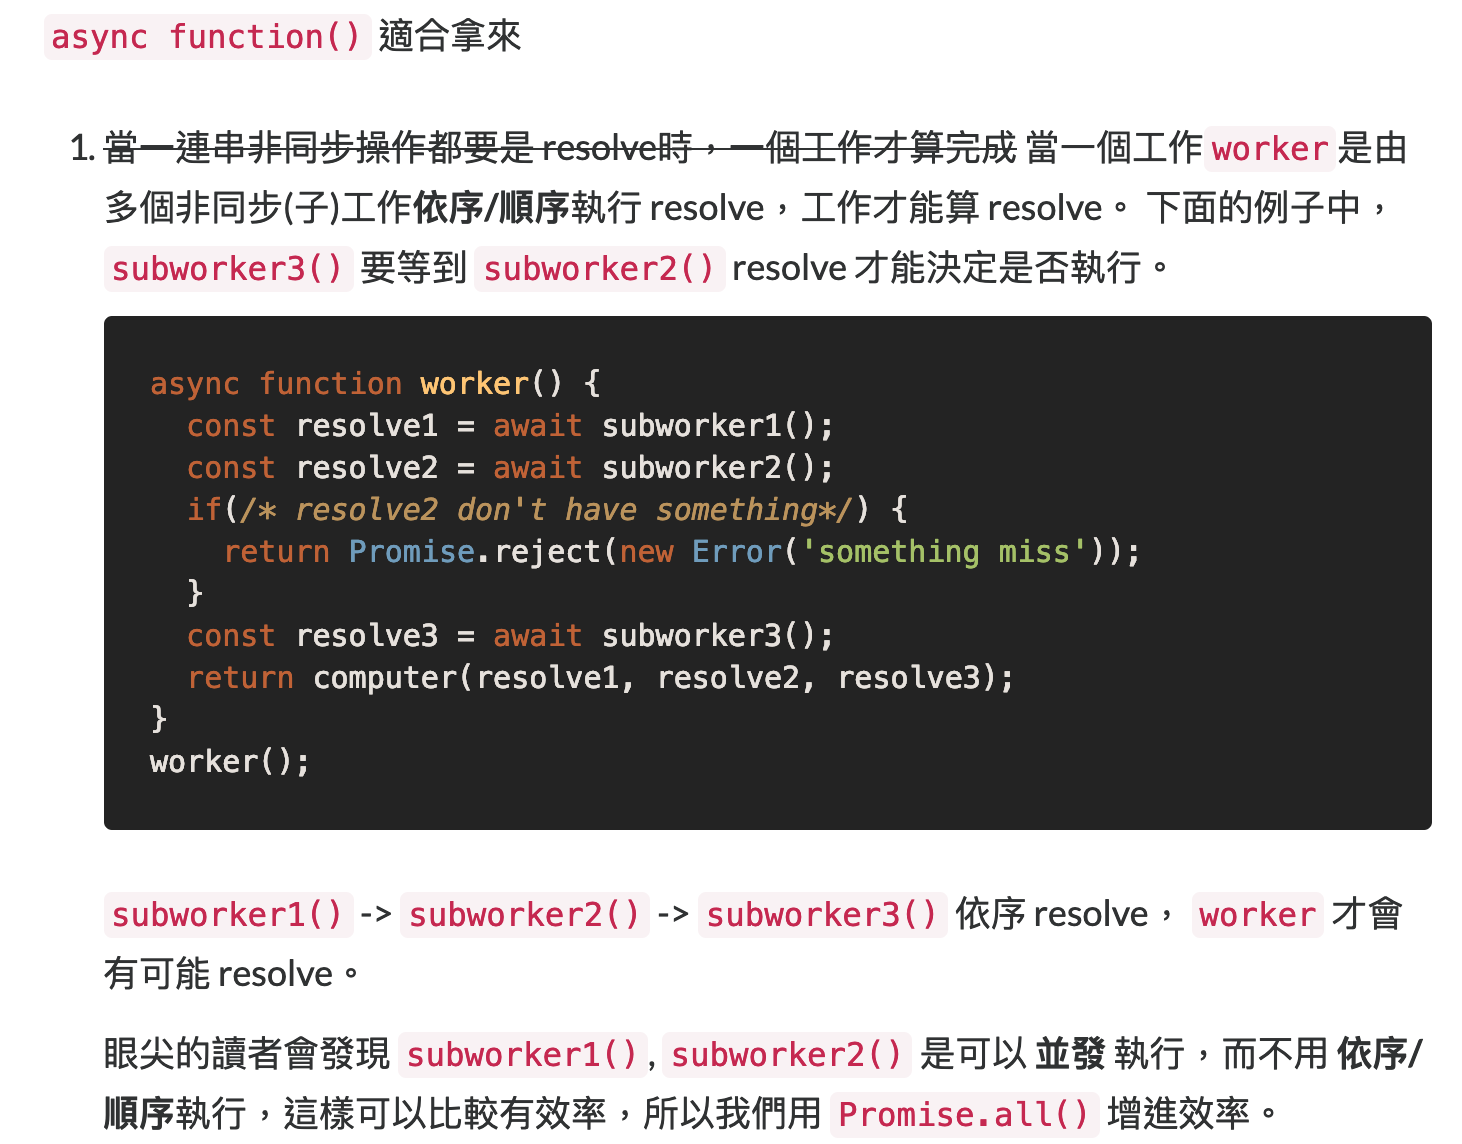 async function() 適合拿來
1. 當一連串非同步操作都要是 resolve時，一個工作才算完成 當一個工作 worker 是由
多個非同步(子)工作依序/順序執行 resolve，工作才能算 resolve。 下面的例子中，
subworker3() 要等到 subworker2() resolve 才能決定是否執行。
async function worker() {
  const resolve1 = await subworker1();
  const resolve2 = await subworker2();
  if(/* resolve2 don't have something*/) {
    return Promise.reject(new Error('something miss'));
  }
  const resolve3 = await subworker3();
  return computer(resolve1, resolve2, resolve3);
}
worker();
subworker1() -> subworker2() -> subworker3() 依序 resolve， worker 才會
有可能 resolve。
眼尖的讀者會發現 subworker1(), subworker2() 是可以 並發 執行，而不用 依序/
順序執行，這樣可以比較有效率，所以我們用 Promise.all() 增進效率。